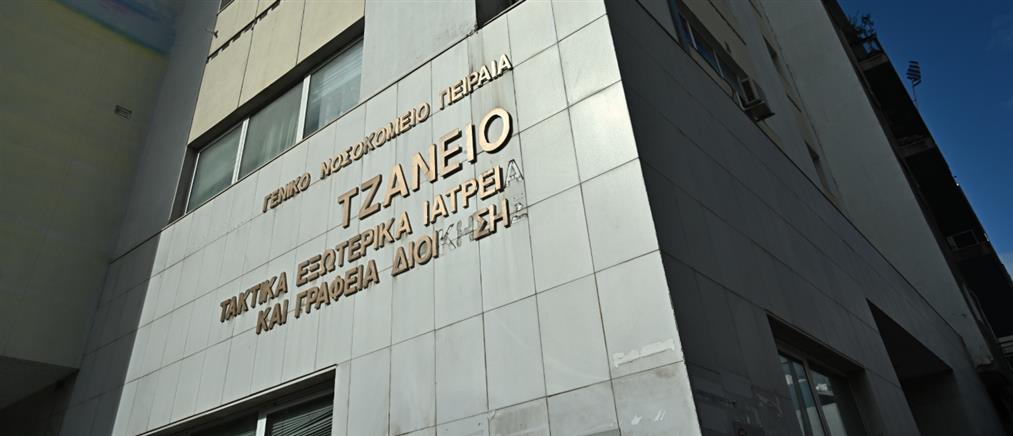 ΓΕΝΙΚΟ ΝΟΣΟΚΟΜΕΙΟ ΠΕΙΡΑΙΑ
ΤΖΑΝΕΙΟ
ΤΑΚΤΙΚΑ ΕΞΩΤΕΡΙΚΑ ΙΑΤΡΕΙΑ
ΚΑΙ ΓΡΑΦΕΙΑ ΔΙΟΙΚΗΣΗΣ